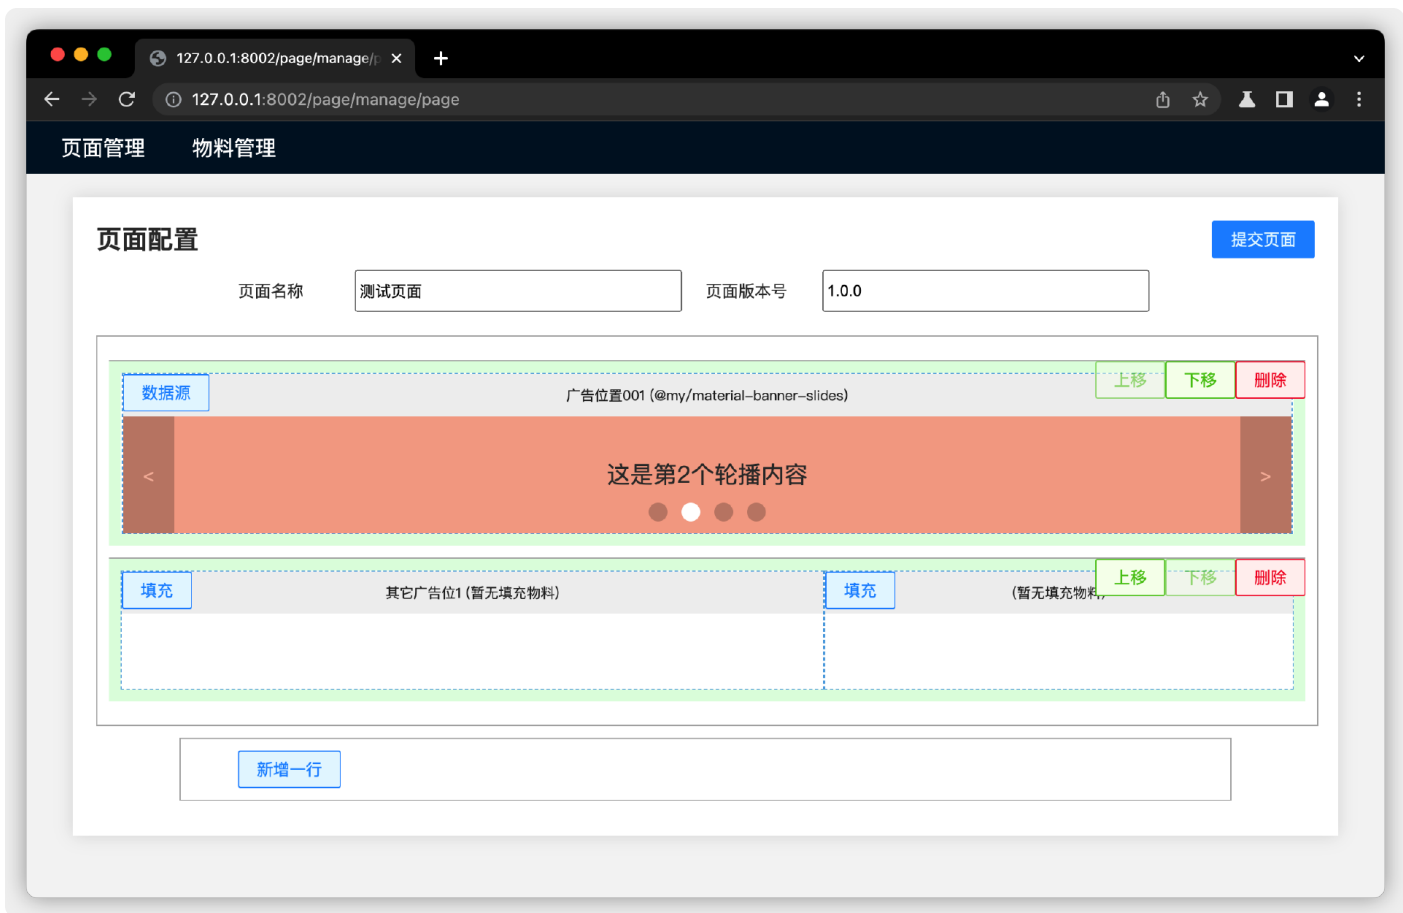 127.0.0.1:8002/page/manage/p
127.0.0.1:8002/page/manage/page
页面管理 物料管理
页面配置
提交页面
页面名称 测试页面 页面版本号 1.0.0
数据源 广告位置001 (@my/material-banner-slides) 上移 下移 删除
< 这是第2个轮播内容 >
填充 其它广告位1 (暂无填充物料) 填充 (暂无填充物料) 上移 下移 删除
新增一行